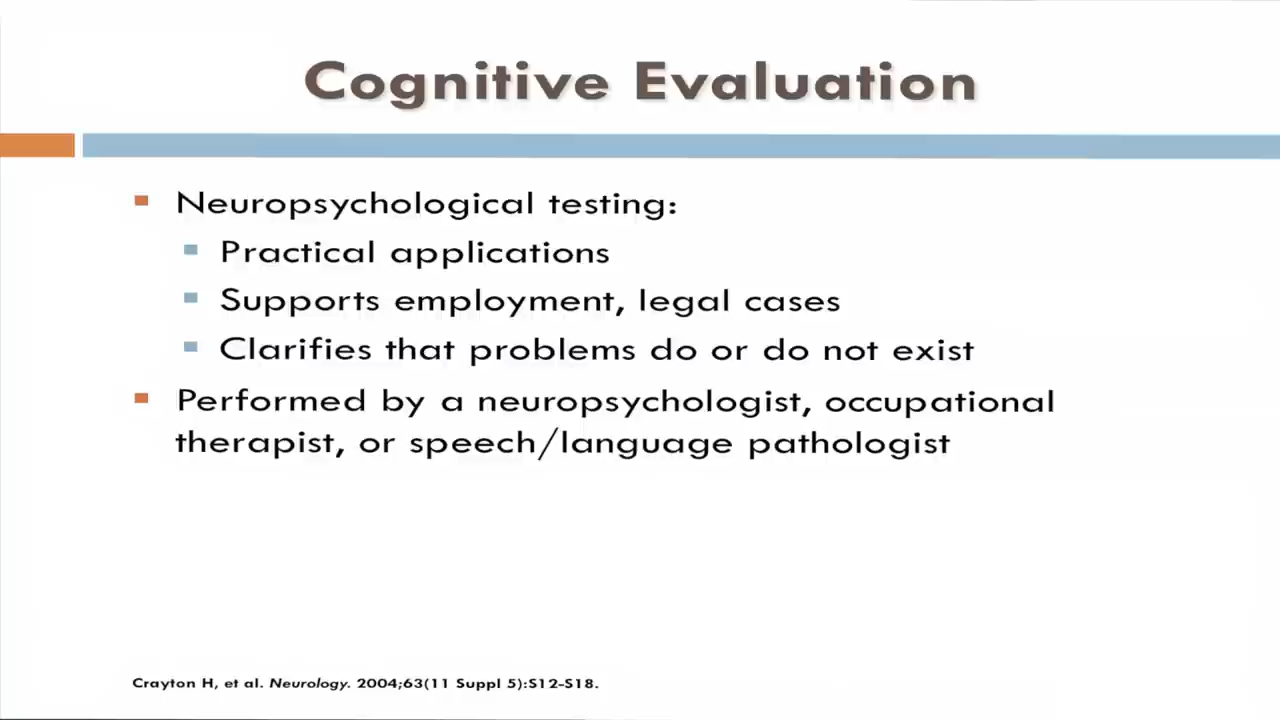 Cognitive Evaluation
Neuropsychological testing:
Practical applications
Supports employment, legal cases
Clarifies that problems do or do not exist
Performed by a neuropsychologist, occupational
therapist, or speech/language pathologist
Crayton H, et al. Neurology. 2004;63(11 Suppl 5):S12-S18.